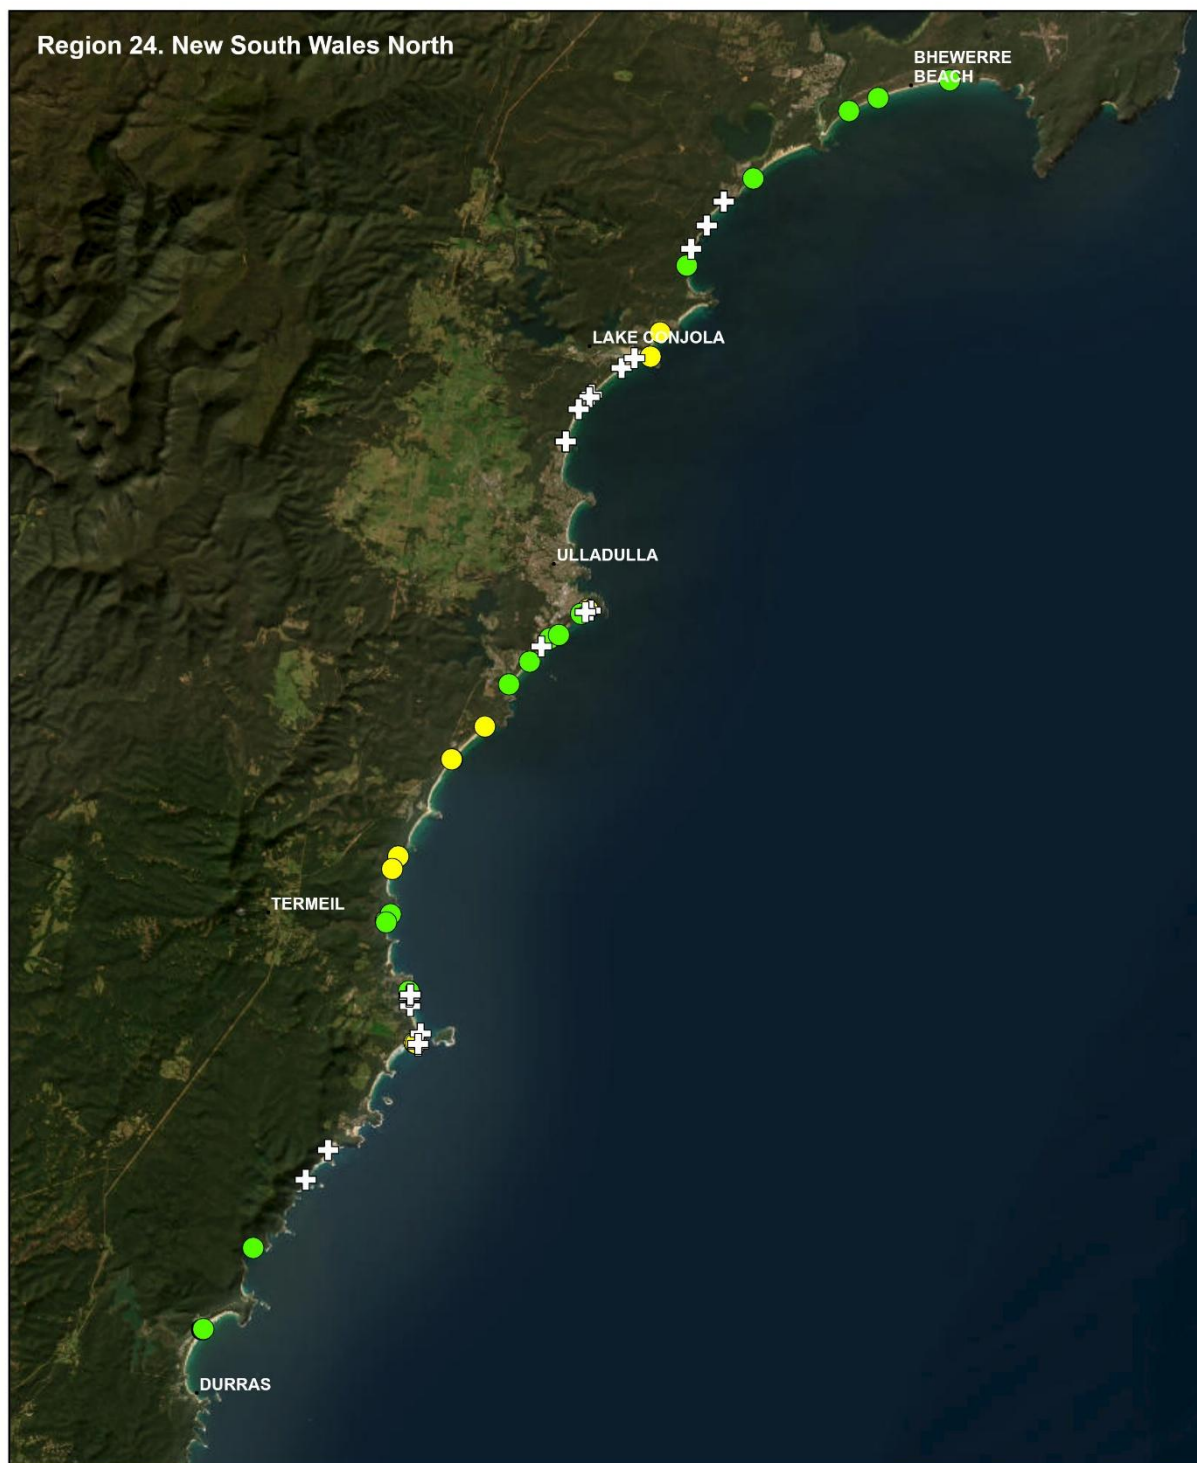 Region 24. New South Wales North
BHEWERRE
BEACH
LAKE CONJOLA
ULLADULLA
TERMEIL
DURRAS